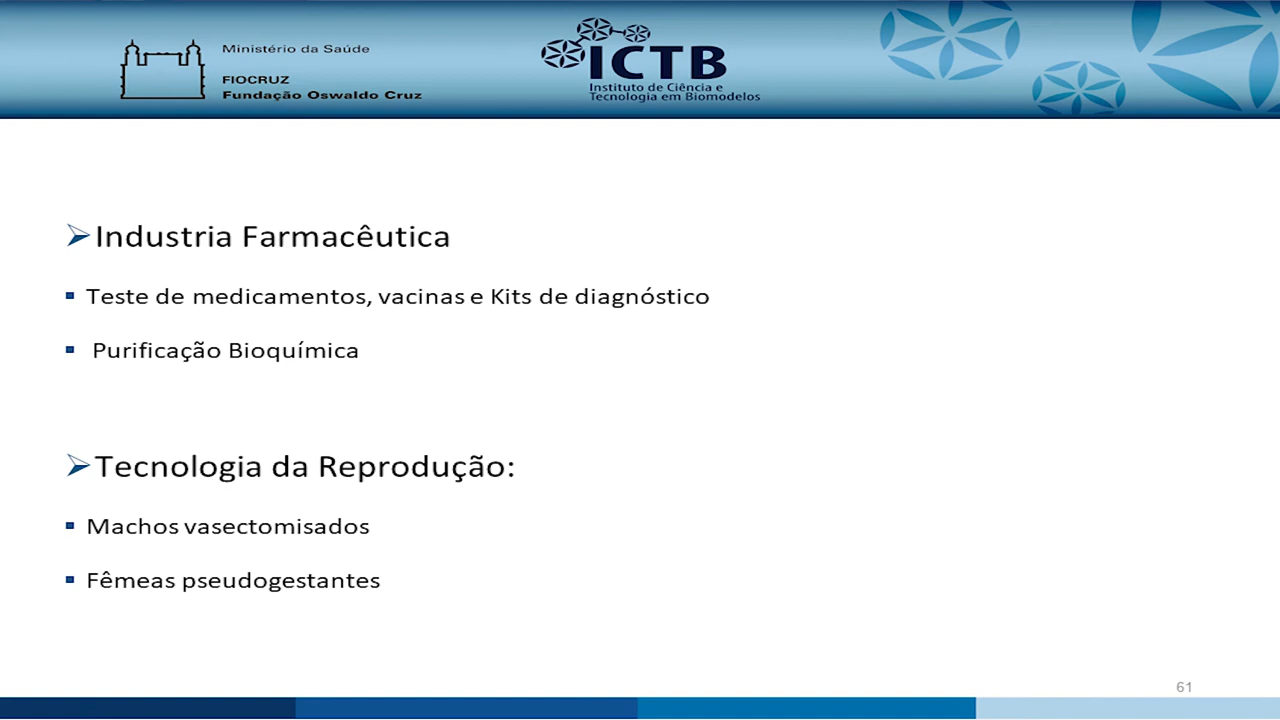 Ministério da Saúde
FIOCRUZ
Fundação Oswaldo Cruz
ICTB
Instituto de Ciência e
Tecnologia em Biomodelos
Industria Farmacêutica
Teste de medicamentos, vacinas e Kits de diagnóstico
Purificação Bioquímica
Tecnologia da Reprodução:
Machos vasectomisados
Fêmeas pseudogestantes
61